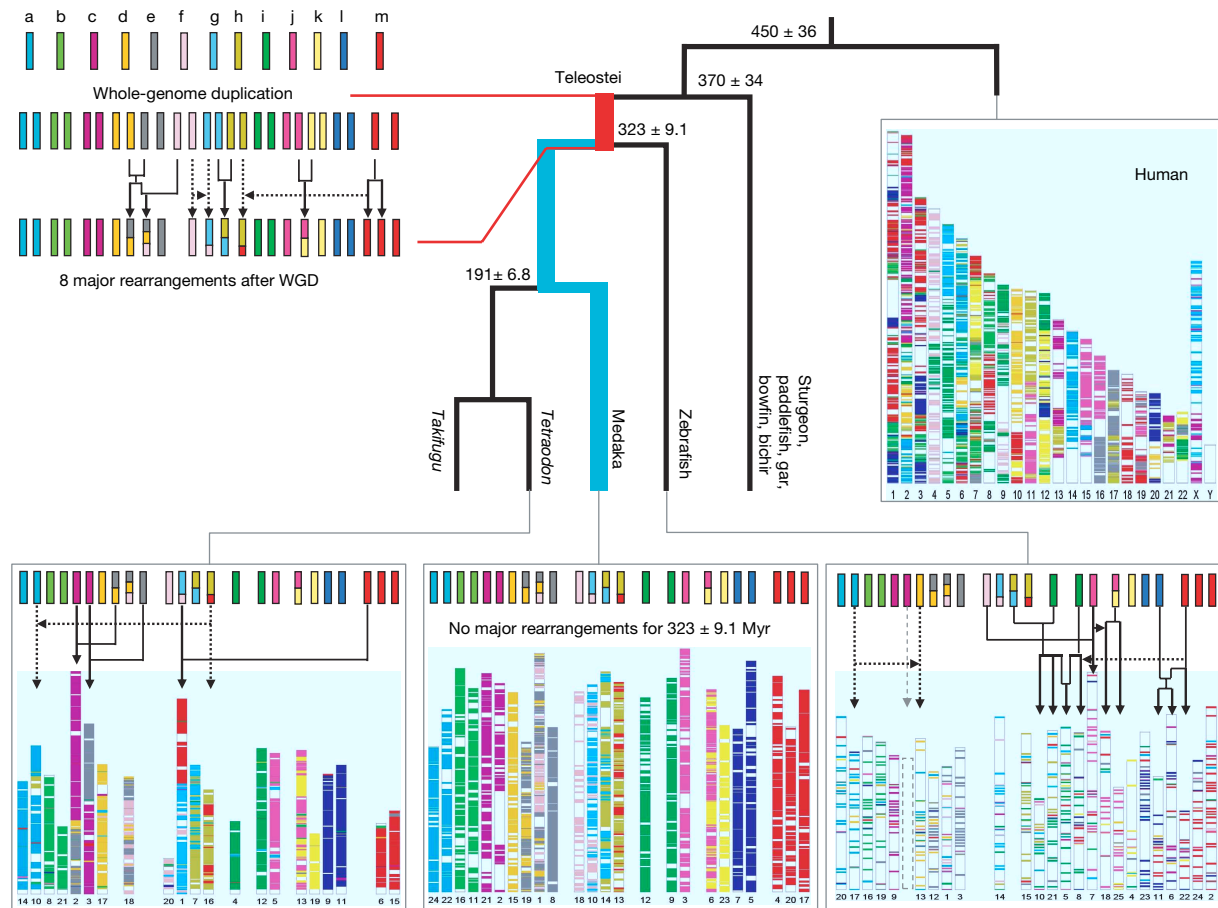 a b c d e f g h i j k l m
Whole-genome duplication
8 major rearrangements after WGD
450 ± 36
Teleostei
370 ± 34
323 ± 9.1
191± 6.8
Takifugu
Tetraodon
Medaka
Zebrafish
Sturgeon,
paddlefish, gar,
bowfin, bichir
Human
1 2 3 4 5 6 7 8 9 10 11 12 13 14 15 16 17 18 19 20 21 22 X Y
14 10 8 21 2 3 17 18 20 1 7 16 4 12 5 13 19 9 11 6 15
No major rearrangements for 323 ± 9.1 Myr
24 22 16 11 21 2 15 19 1 8 18 10 14 13 12 9 3 6 23 7 5 4 20 17
20 17 16 19 9 13 12 1 3 14 15 10 21 5 8 7 18 25 4 23 11 6 22 24 2